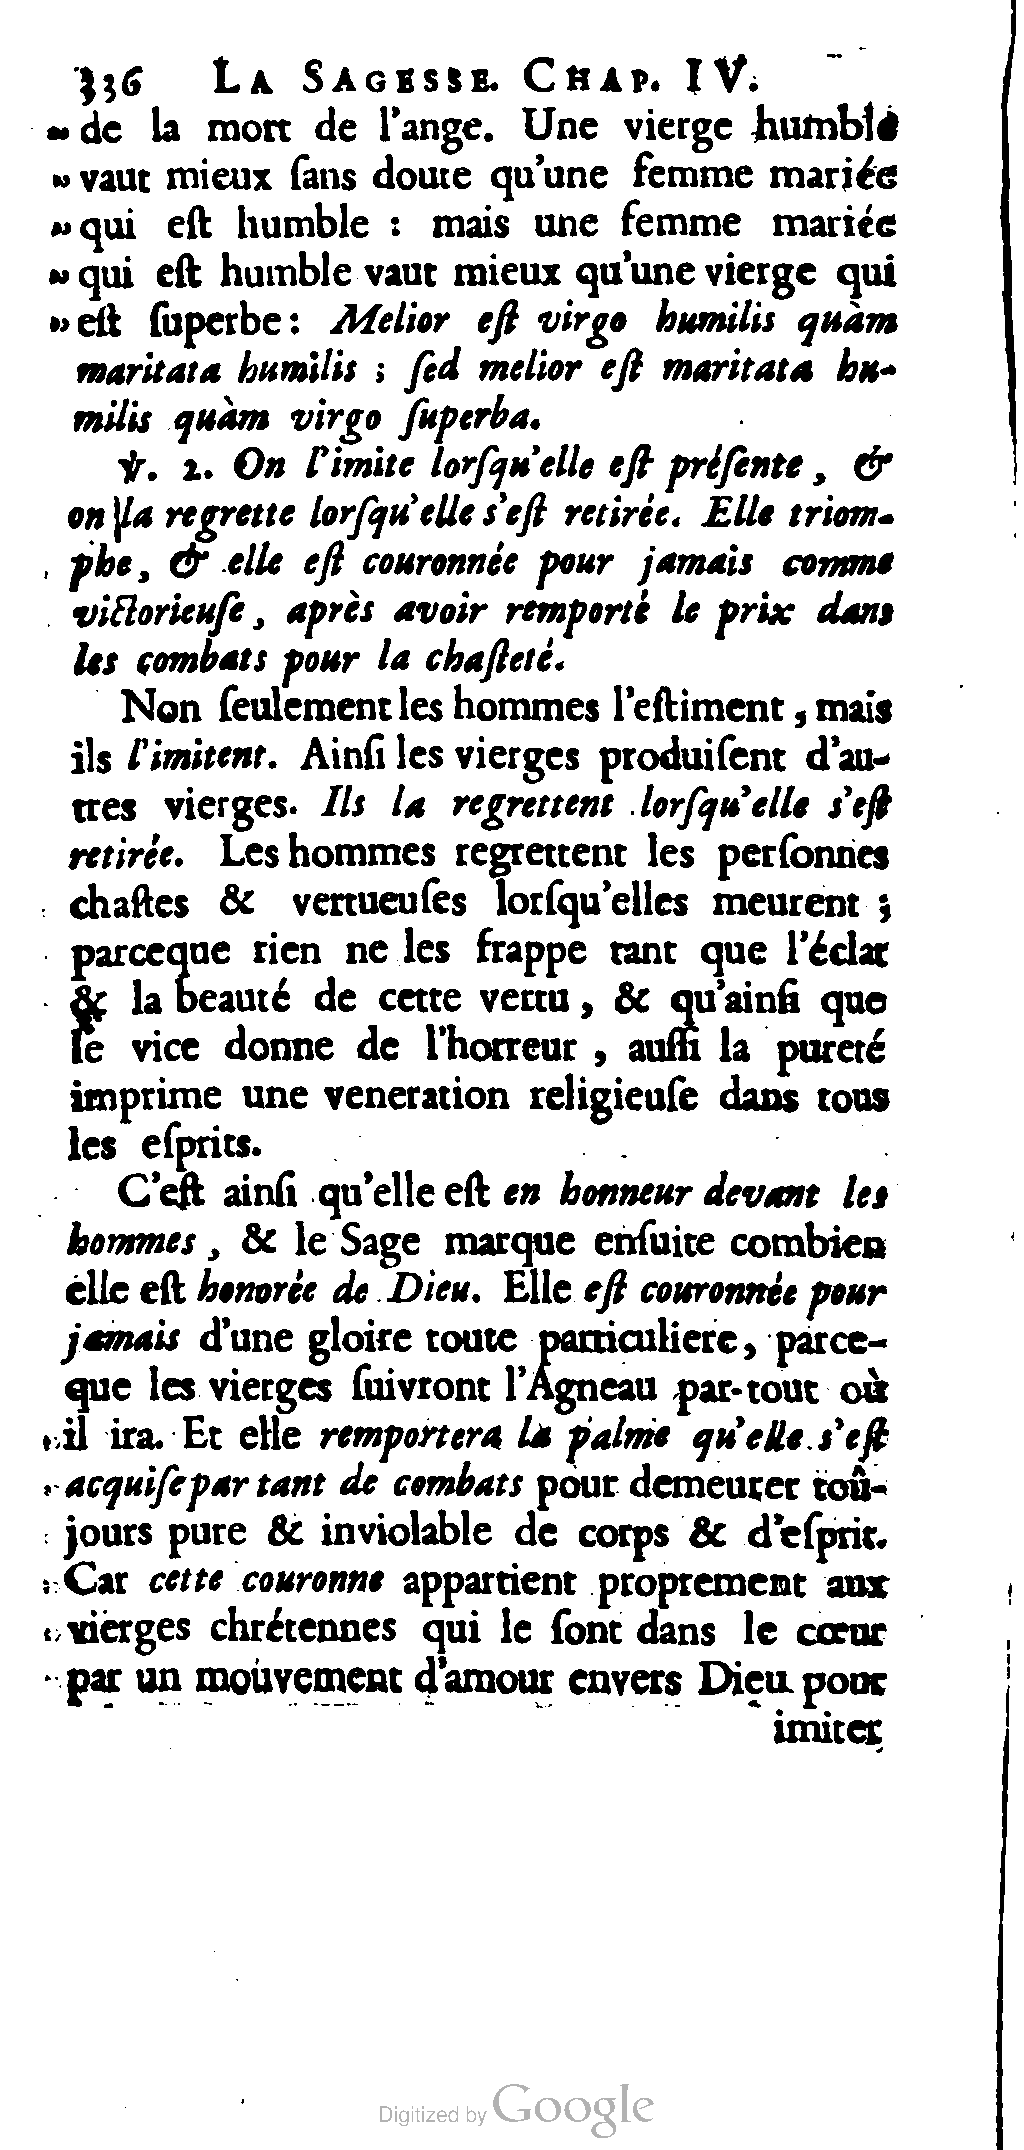 336 LA SAGESSE. CHAP. IV.
„ de la mort de l'ange. Une vierge humble
„ vaut mieux ſans doute qu'une femme mariée
„ qui eſt humble : mais une femme mariée
„ qui eſt humble vaut mieux qu'une vierge qui
„ eſt ſuperbe : Melior eſt virgo humilis quàm
maritata humilis ; ſed melior eſt maritata hu-
milis quàm virgo ſuperba.
℣. 2. On l'imite lorſqu'elle eſt préſente, &
on la regrette lorſqu'elle s'eſt retirée. Elle triom-
phe, & elle eſt couronnée pour jamais comme
victorieuſe, après avoir remporté le prix dans
les combats pour la chaſteté.
Non ſeulement les hommes l'eſtiment, mais
ils l'imitent. Ainſi les vierges produiſent d'au-
tres vierges. Ils la regrettent lorſqu'elle s'eſt
retirée. Les hommes regrettent les perſonnes
chaſtes & vertueuſes lorſqu'elles meurent ;
parceque rien ne les frappe tant que l'éclat
& la beauté de cette vertu, & qu'ainſi que
le vice donne de l'horreur, auſſi la pureté
imprime une veneration religieuſe dans tous
les eſprits.
C'eſt ainſi qu'elle eſt en honneur devant les
hommes, & le Sage marque enſuite combien
elle eſt honorée de Dieu. Elle eſt couronnée pour
jamais d'une gloire toute particuliere, parce-
que les vierges ſuivront l'Agneau par-tout où
il ira. Et elle remportera la palme qu'elle s'eſt
acquiſe par tant de combats pour demeurer toû-
jours pure & inviolable de corps & d'eſprit.
Car cette couronne appartient proprement aux
vierges chrétennes qui le ſont dans le cœur
par un mouvement d'amour envers Dieu pour
imiter
Digitized by Google